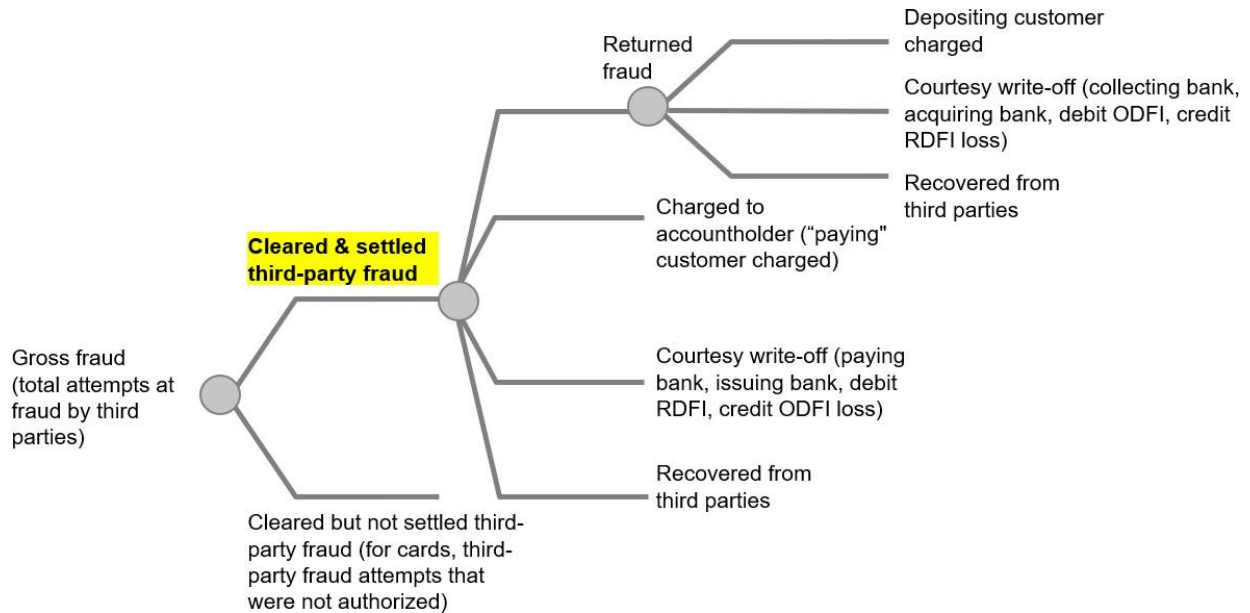 Depositing customer
charged
Returned
fraud
Courtesy write-off (collecting bank,
acquiring bank, debit ODFI, credit
RDFI loss)
Recovered from
third parties
Charged to
accountholder (“paying"
customer charged)
Cleared & settled
third-party fraud
Gross fraud
(total attempts at
fraud by third
parties)
Courtesy write-off (paying
bank, issuing bank, debit
RDFI, credit ODFI loss)
Recovered from
third parties
Cleared but not settled third-
party fraud (for cards, third-
party fraud attempts that
were not authorized)